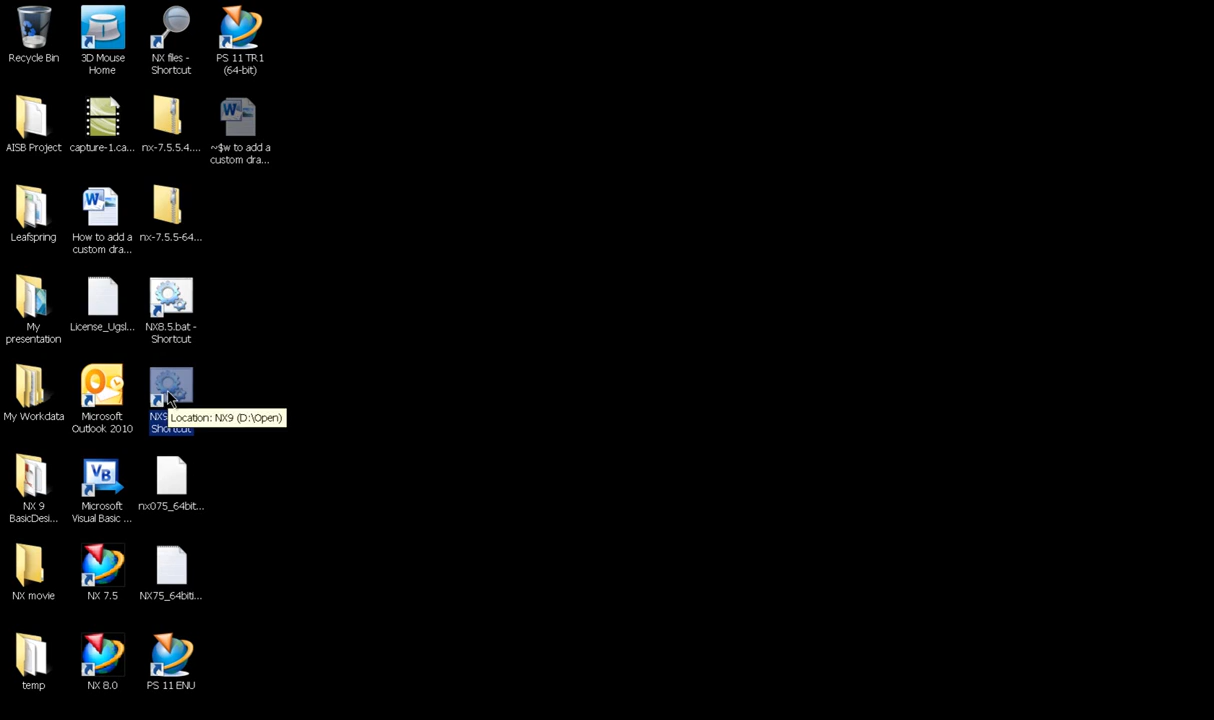 Recycle Bin
3D Mouse
Home
NX files -
Shortcut
PS 11 TR1
(64-bit)
AISB Project
capture-1.ca...
nx-7.5.5.4....
~$w to add a
custom dra...
Leafspring
How to add a
custom dra...
nx-7.5.5-64...
My
presentation
License_Ugsl...
NX8.5.bat -
Shortcut
My Workdata
Microsoft
Outlook 2010
NX9
Shortcut
Location: NX9 (D:\Open)
NX 9
BasicDesi...
Microsoft
Visual Basic ...
nx075_64bit...
NX movie
NX 7.5
NX75_64biti...
temp
NX 8.0
PS 11 ENU